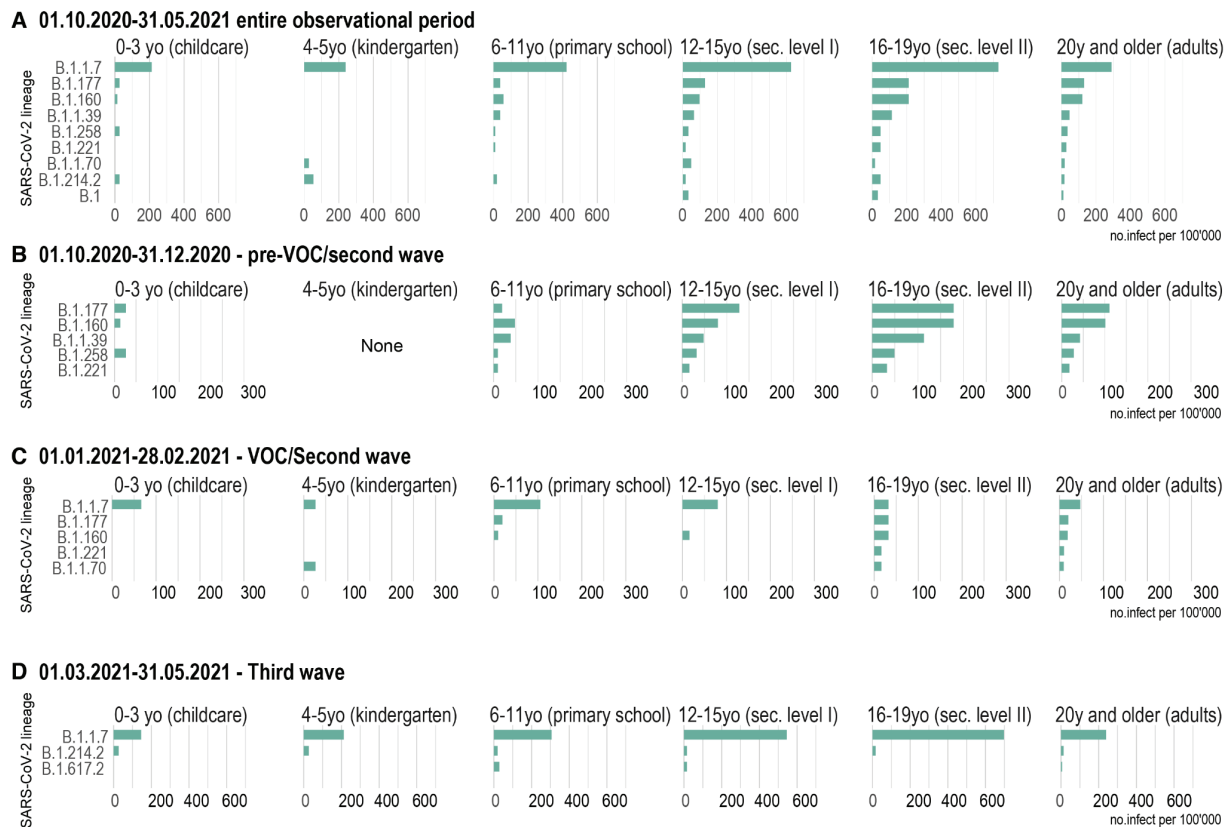 A 01.10.2020-31.05.2021 entire observational period
0-3 yo (childcare) 4-5yo (kindergarten) 6-11yo (primary school) 12-15yo (sec. level I) 16-19yo (sec. level II) 20y and older (adults)
SARS-CoV-2 lineage
B.1.1.7
B.1.177
B.1.160
B.1.1.39
B.1.258
B.1.221
B.1.1.70
B.1.214.2
B.1
0 200 400 600 0 200 400 600 0 200 400 600 0 200 400 600 0 200 400 600 0 200 400 600
no.infect per 100'000
B 01.10.2020-31.12.2020 - pre-VOC/second wave
0-3 yo (childcare) 4-5yo (kindergarten) 6-11yo (primary school) 12-15yo (sec. level I) 16-19yo (sec. level II) 20y and older (adults)
SARS-CoV-2 lineage
B.1.177
B.1.160
B.1.1.39
B.1.258
B.1.221
None
0 100 200 300 0 100 200 300 0 100 200 300 0 100 200 300 0 100 200 300
no.infect per 100'000
C 01.01.2021-28.02.2021 - VOC/Second wave
0-3 yo (childcare) 4-5yo (kindergarten) 6-11yo (primary school) 12-15yo (sec. level I) 16-19yo (sec. level II) 20y and older (adults)
SARS-CoV-2 lineage
B.1.1.7
B.1.177
B.1.160
B.1.221
B.1.1.70
0 100 200 300 0 100 200 300 0 100 200 300 0 100 200 300 0 100 200 300 0 100 200 300
no.infect per 100'000
D 01.03.2021-31.05.2021 - Third wave
0-3 yo (childcare) 4-5yo (kindergarten) 6-11yo (primary school) 12-15yo (sec. level I) 16-19yo (sec. level II) 20y and older (adults)
SARS-CoV-2 lineage
B.1.1.7
B.1.214.2
B.1.617.2
0 200 400 600 0 200 400 600 0 200 400 600 0 200 400 600 0 200 400 600 0 200 400 600
no.infect per 100'000